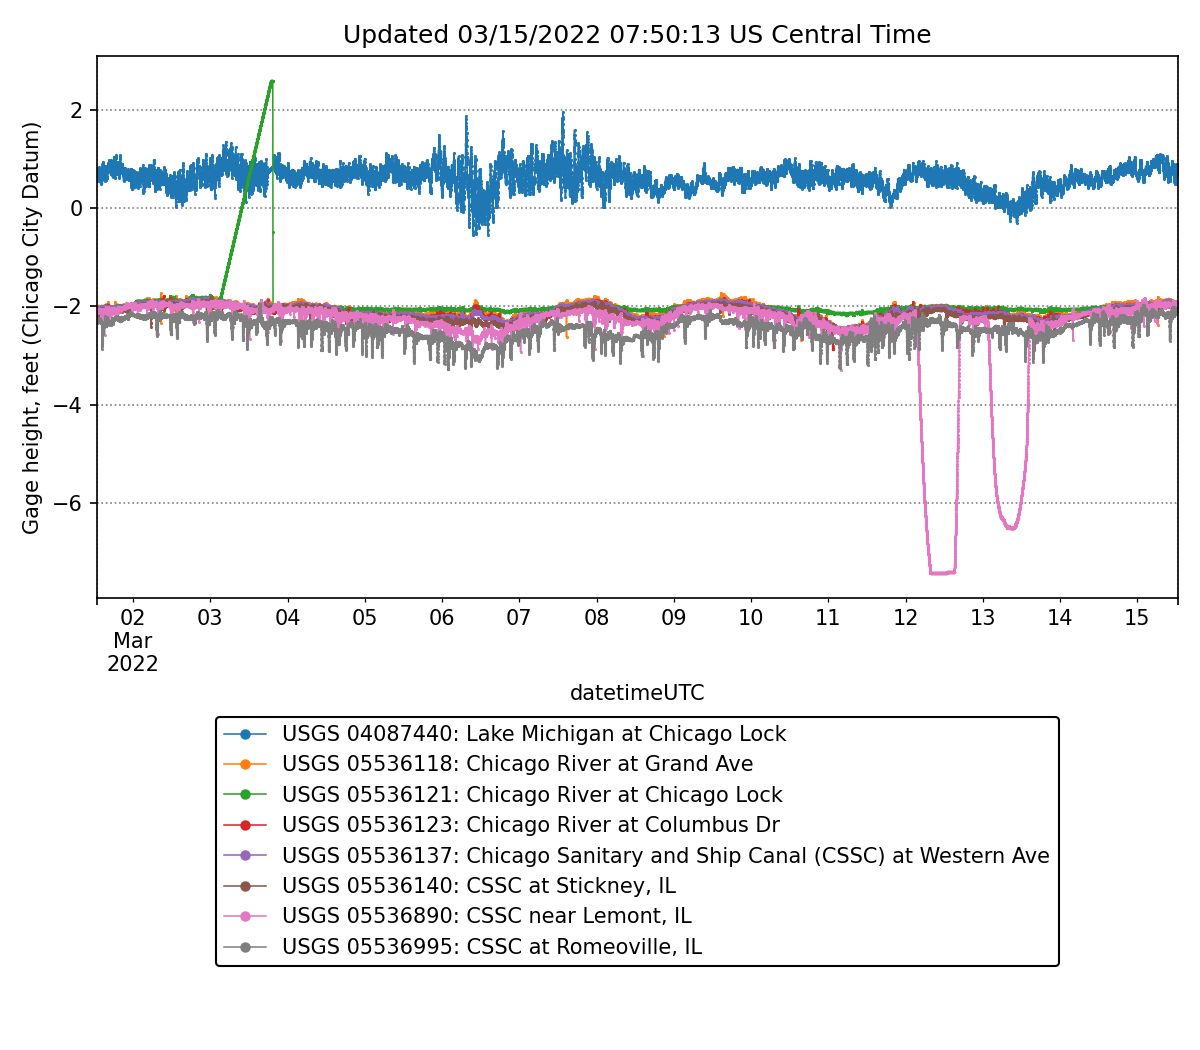 Updated 03/15/2022 07:50:13 US Central Time
Gage height, feet (Chicago City Datum)
2
0
−2
−4
−6
02 03 04 05 06 07 08 09 10 11 12 13 14 15
Mar
2022
datetimeUTC
USGS 04087440: Lake Michigan at Chicago Lock
USGS 05536118: Chicago River at Grand Ave
USGS 05536121: Chicago River at Chicago Lock
USGS 05536123: Chicago River at Columbus Dr
USGS 05536137: Chicago Sanitary and Ship Canal (CSSC) at Western Ave
USGS 05536140: CSSC at Stickney, IL
USGS 05536890: CSSC near Lemont, IL
USGS 05536995: CSSC at Romeoville, IL